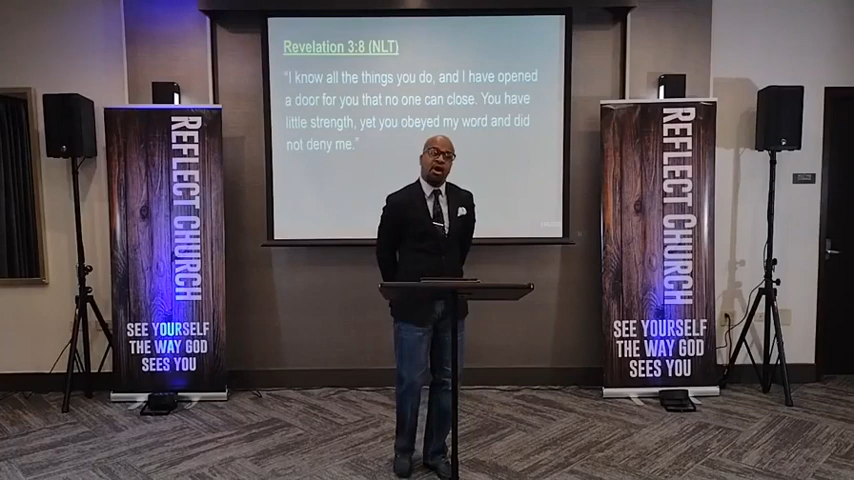 Revelation 3:8 (NLT)
"I know all the things you do, and I have opened
a door for you that no one can close. You have
little strength, yet you obeyed my word and did
not deny me."
REFLECT CHURCH
SEE YOURSELF
THE WAY GOD
SEES YOU
REFLECT CHURCH
SEE YOURSELF
THE WAY GOD
SEES YOU